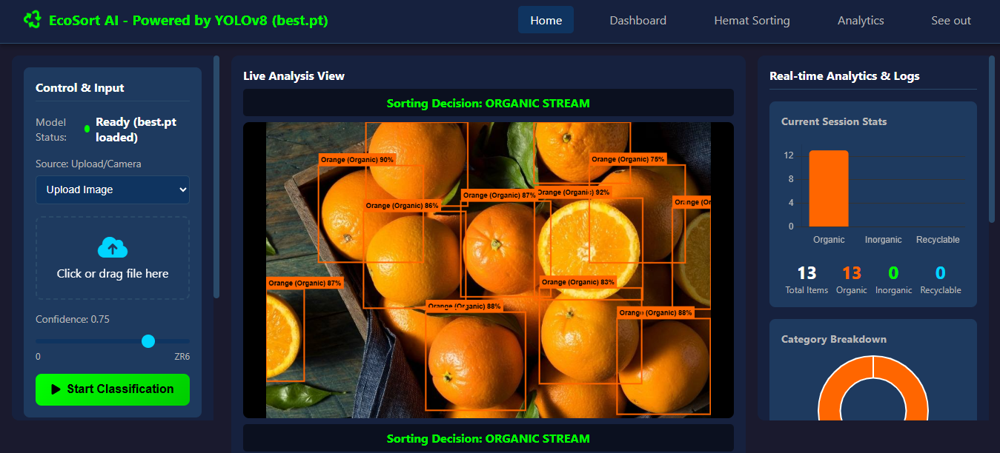 EcoSort AI - Powered by YOLOv8 (best.pt)
Home
Dashboard
Hemat Sorting
Analytics
See out
Control & Input
Model
Status:
Ready (best.pt
loaded)
Source: Upload/Camera
Upload Image
Click or drag file here
Confidence: 0.75
0
ZR6
Start Classification
Live Analysis View
Sorting Decision: ORGANIC STREAM
Orange (Organic) 90%
Orange (Organic) 75%
Orange (Organic) 87%
Orange (Organic) 92%
Orange (Or
Orange (Organic) 86%
Orange (Organic) 87%
Orange (Organic) 83%
Orange (Organic) 88%
Orange (Organic) 88%
Sorting Decision: ORGANIC STREAM
Real-time Analytics & Logs
Current Session Stats
12
8
4
0
Organic
Inorganic
Recyclable
13
13
0
0
Total Items
Organic
Inorganic
Recyclable
Category Breakdown